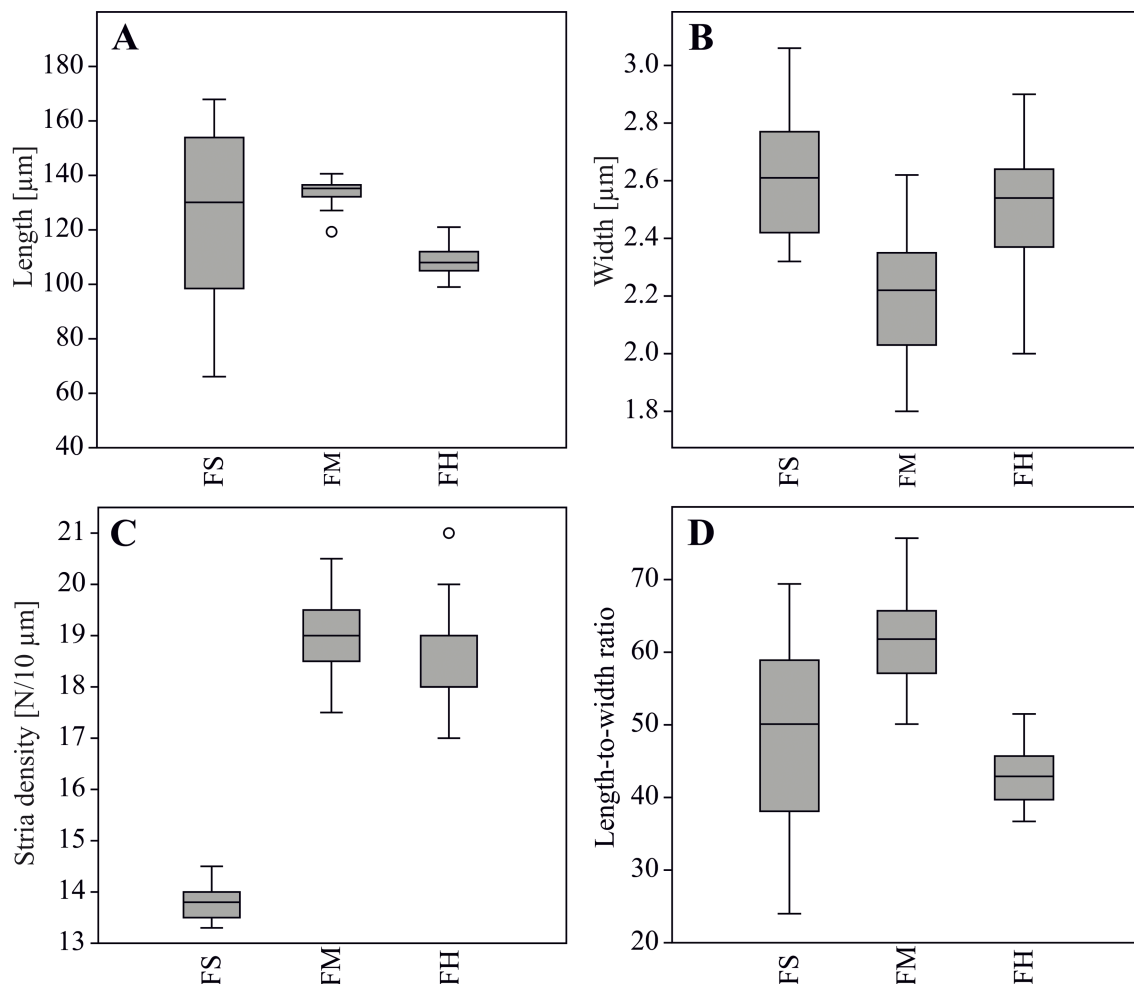 A
Length [µm]
180
160
140
120
100
80
60
40
FS
FM
FH
B
Width [µm]
3.0
2.8
2.6
2.4
2.2
2.0
1.8
FS
FM
FH
C
Stria density [N/10 µm]
21
20
19
18
17
16
15
14
13
FS
FM
FH
D
Length-to-width ratio
70
60
50
40
30
20
FS
FM
FH